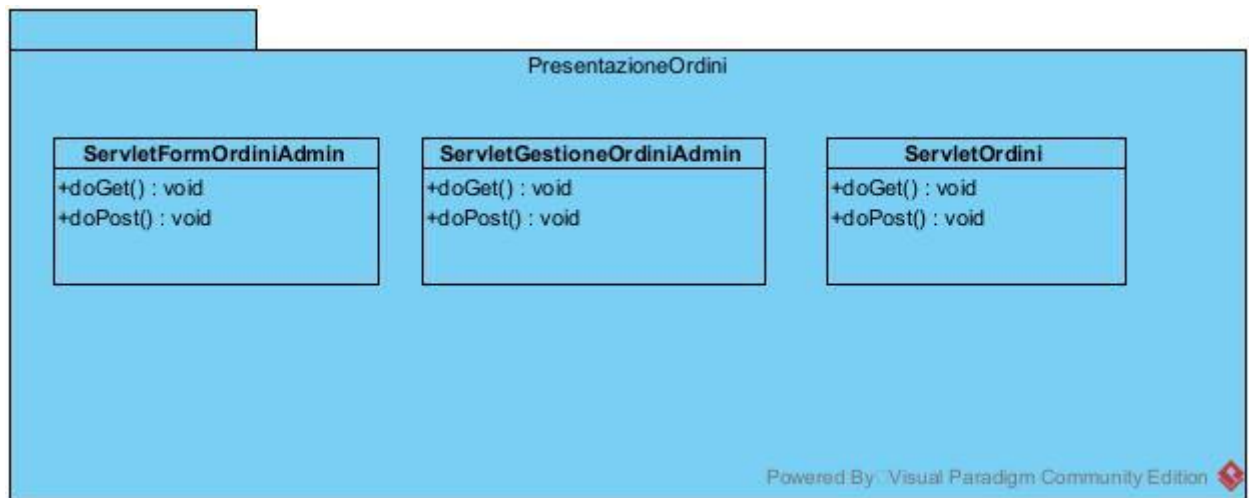 PresentazioneOrdini
ServletFormOrdiniAdmin
+doGet() : void
+doPost() : void
ServletGestioneOrdiniAdmin
+doGet() : void
+doPost() : void
ServletOrdini
+doGet() : void
+doPost() : void
Powered By Visual Paradigm Community Edition